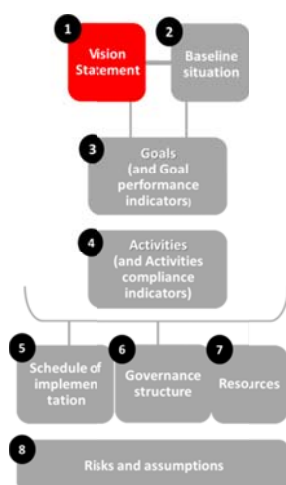 1
Vision
Statement
2
Baseline
situation
3
Goals
(and Goal
performance
indicators)
4
Activities
(and Activities
compliance
indicators)
5
Schedule of
implemen
tation
6
Governance
structure
7
Resources
8
Risks and assumptions